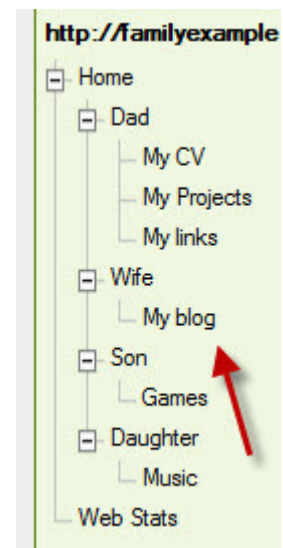 http://familyexample
Home
Dad
My CV
My Projects
My links
Wife
My blog
Son
Games
Daughter
Music
Web Stats